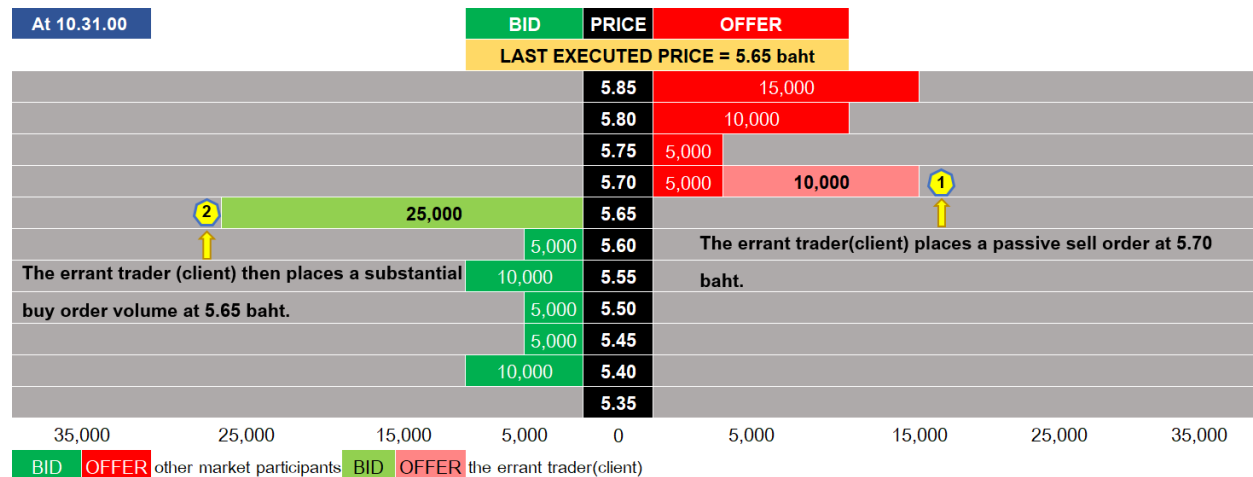 At 10.31.00
BID PRICE OFFER
LAST EXECUTED PRICE = 5.65 baht
5.85 15,000
5.80 10,000
5.75 5,000
5.70 5,000 10,000 1
2 25,000 5.65
5,000 5.60
The errant trader(client) places a passive sell order at 5.70
baht.
The errant trader (client) then places a substantial
buy order volume at 5.65 baht.
10,000 5.55
5,000 5.50
5,000 5.45
10,000 5.40
5.35
35,000 25,000 15,000 5,000 0 5,000 15,000 25,000 35,000
BID OFFER other market participants BID OFFER the errant trader(client)